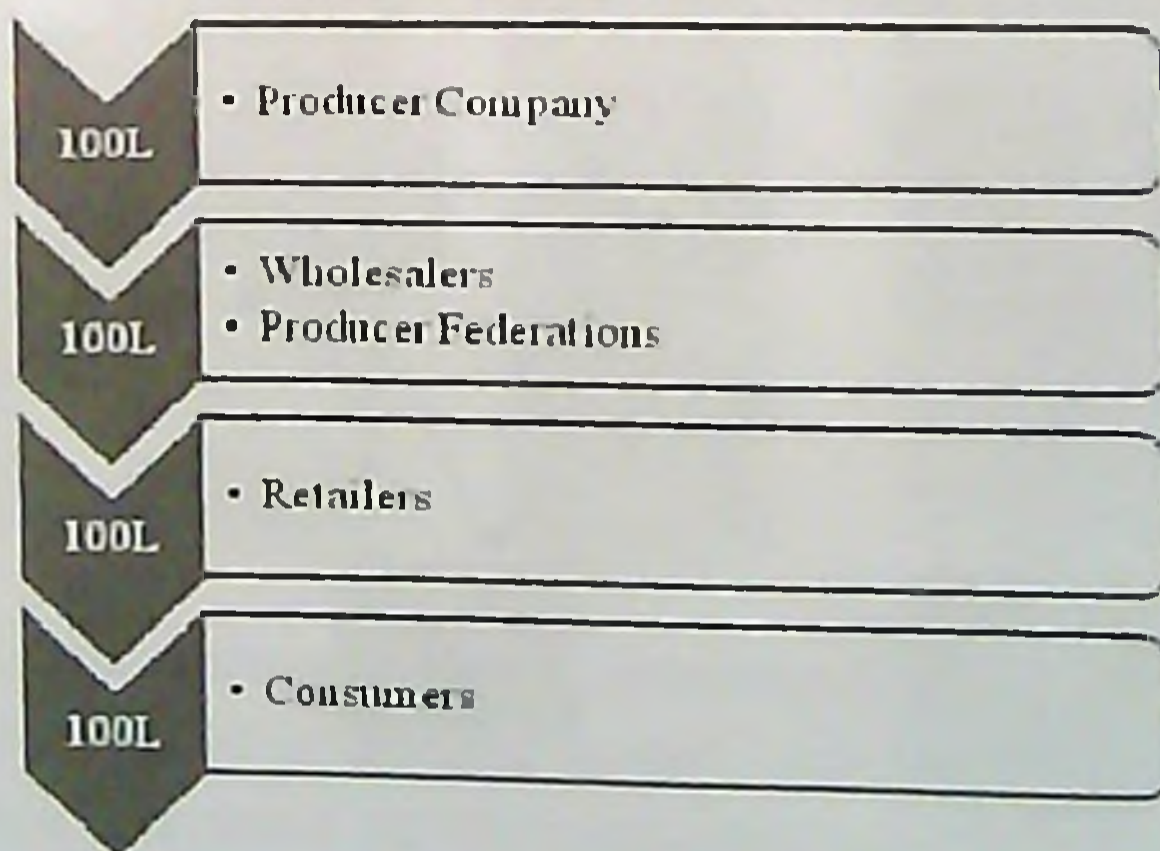 100L
• Producer Company
100L
• Wholesalers
• Producer Federations
100L
• Retailers
100L
• Consumers